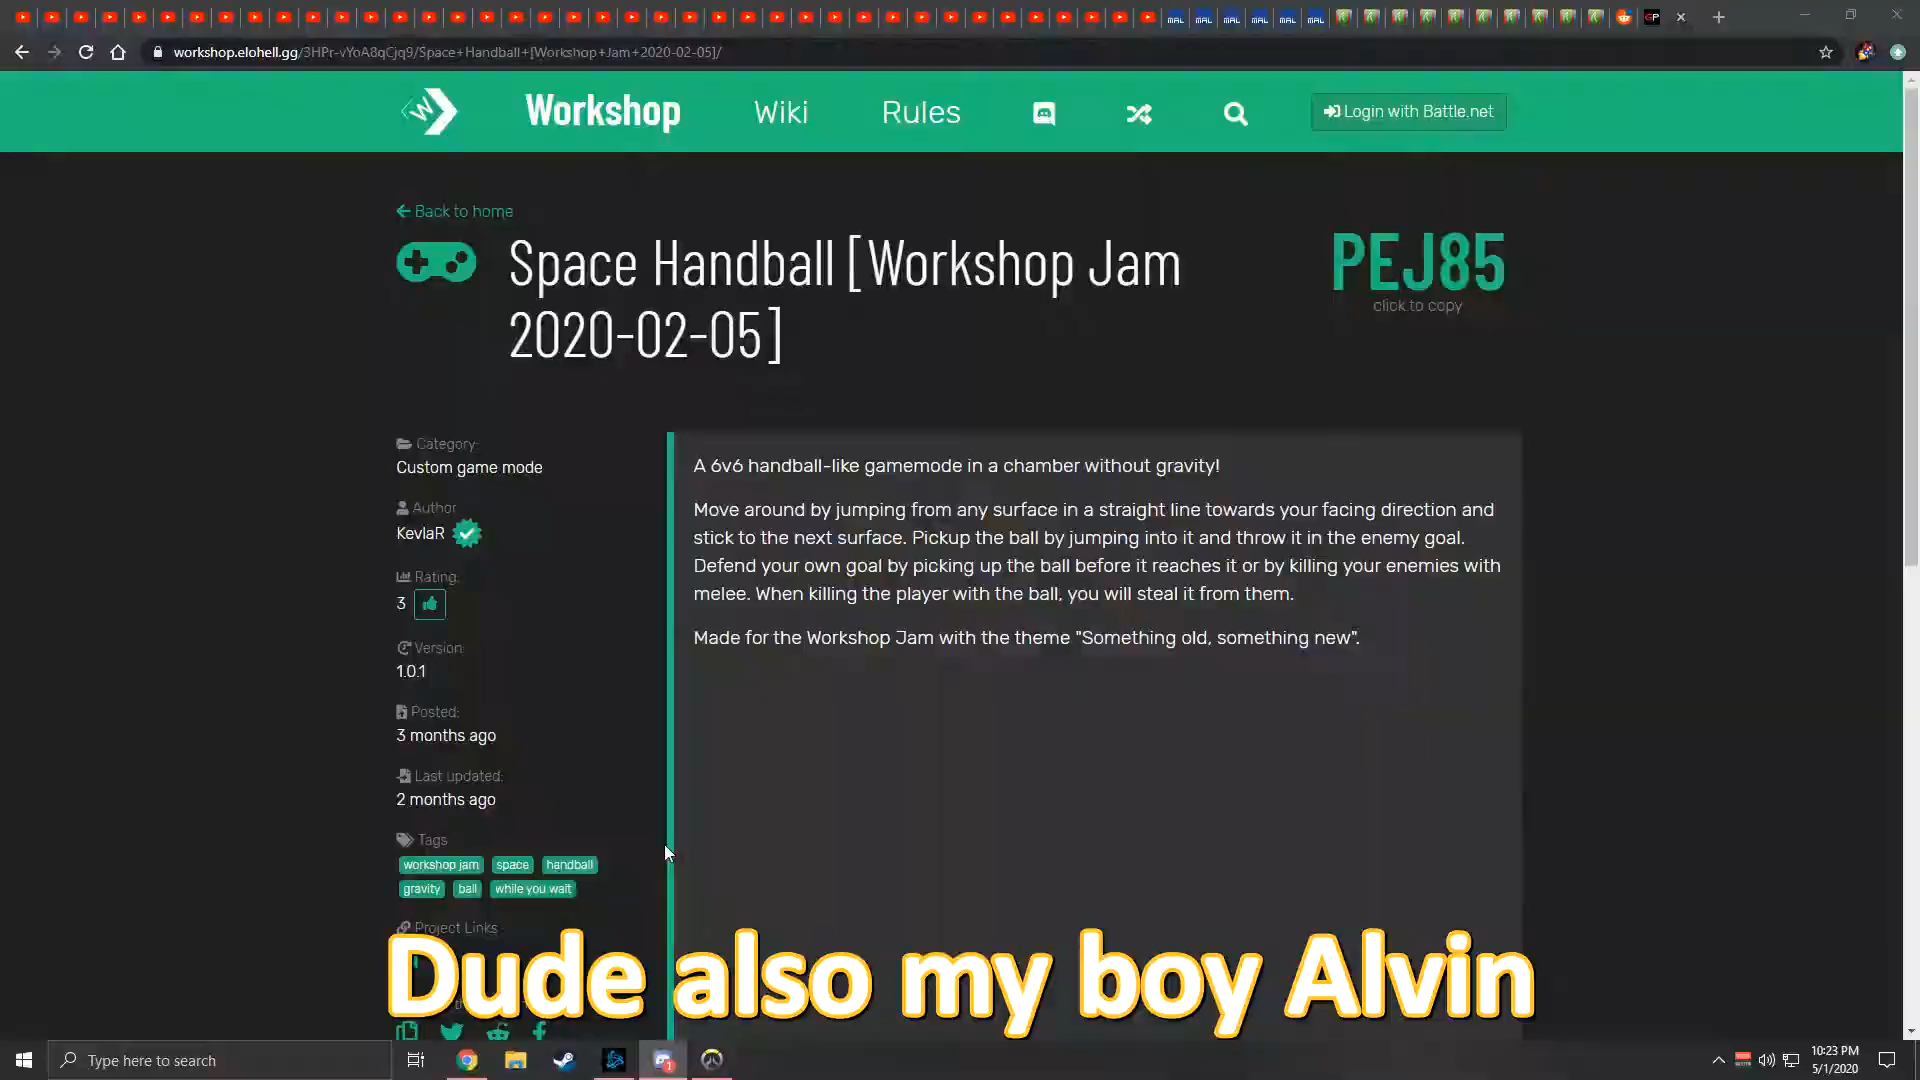 MAL MAL MAL MAL MAL MAL GP
workshop.elohell.gg/3HPr-vYoA8qCjq9/Space+Handball+[Workshop+Jam+2020-02-05]/
W Workshop Wiki Rules Login with Battle.net
Back to home
Space Handball [Workshop Jam
2020-02-05]
PEJ85
click to copy
Category:
Custom game mode
Author
KevlaR
Rating:
3
Version:
1.0.1
Posted:
3 months ago
Last updated:
2 months ago
Tags
workshop jam space handball
gravity ball while you wait
Project Links
A 6v6 handball-like gamemode in a chamber without gravity!
Move around by jumping from any surface in a straight line towards your facing direction and
stick to the next surface. Pickup the ball by jumping into it and throw it in the enemy goal.
Defend your own goal by picking up the ball before it reaches it or by killing your enemies with
melee. When killing the player with the ball, you will steal it from them.
Made for the Workshop Jam with the theme "Something old, something new".
Dude also my boy Alvin
Type here to search
1
10:23 PM
5/1/2020